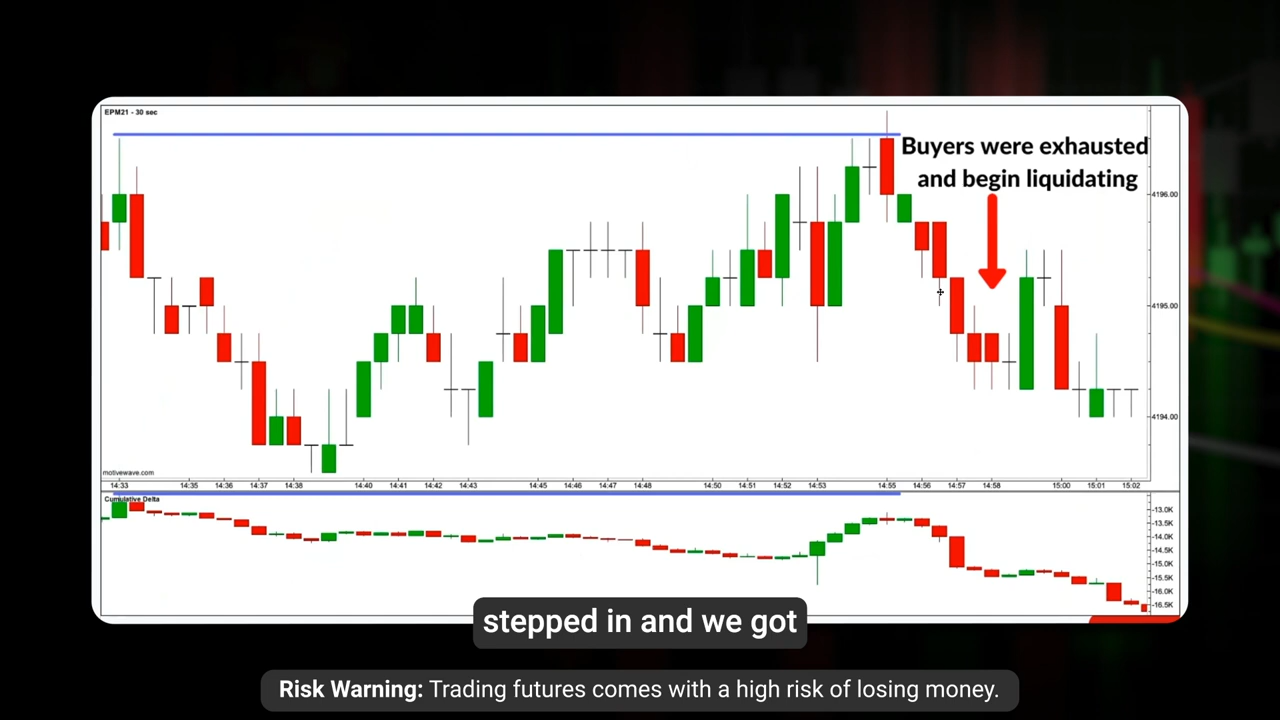 EPM21 - 30 sec
Buyers were exhausted
and begin liquidating
4196.00
4195.00
4194.00
motivewave.com
14:33 14:35 14:36 14:37 14:38 14:40 14:41 14:42 14:43 14:44 14:45 14:46 14:47 14:48 14:50 14:51 14:52 14:53 14:55 14:56 14:57 14:58 15:00 15:01 15:02
Cumulative Delta
-13.0K
-13.5K
-14.0K
-14.5K
-15.0K
-15.5K
-16.0K
-16.5K
stepped in and we got
Risk Warning: Trading futures comes with a high risk of losing money.